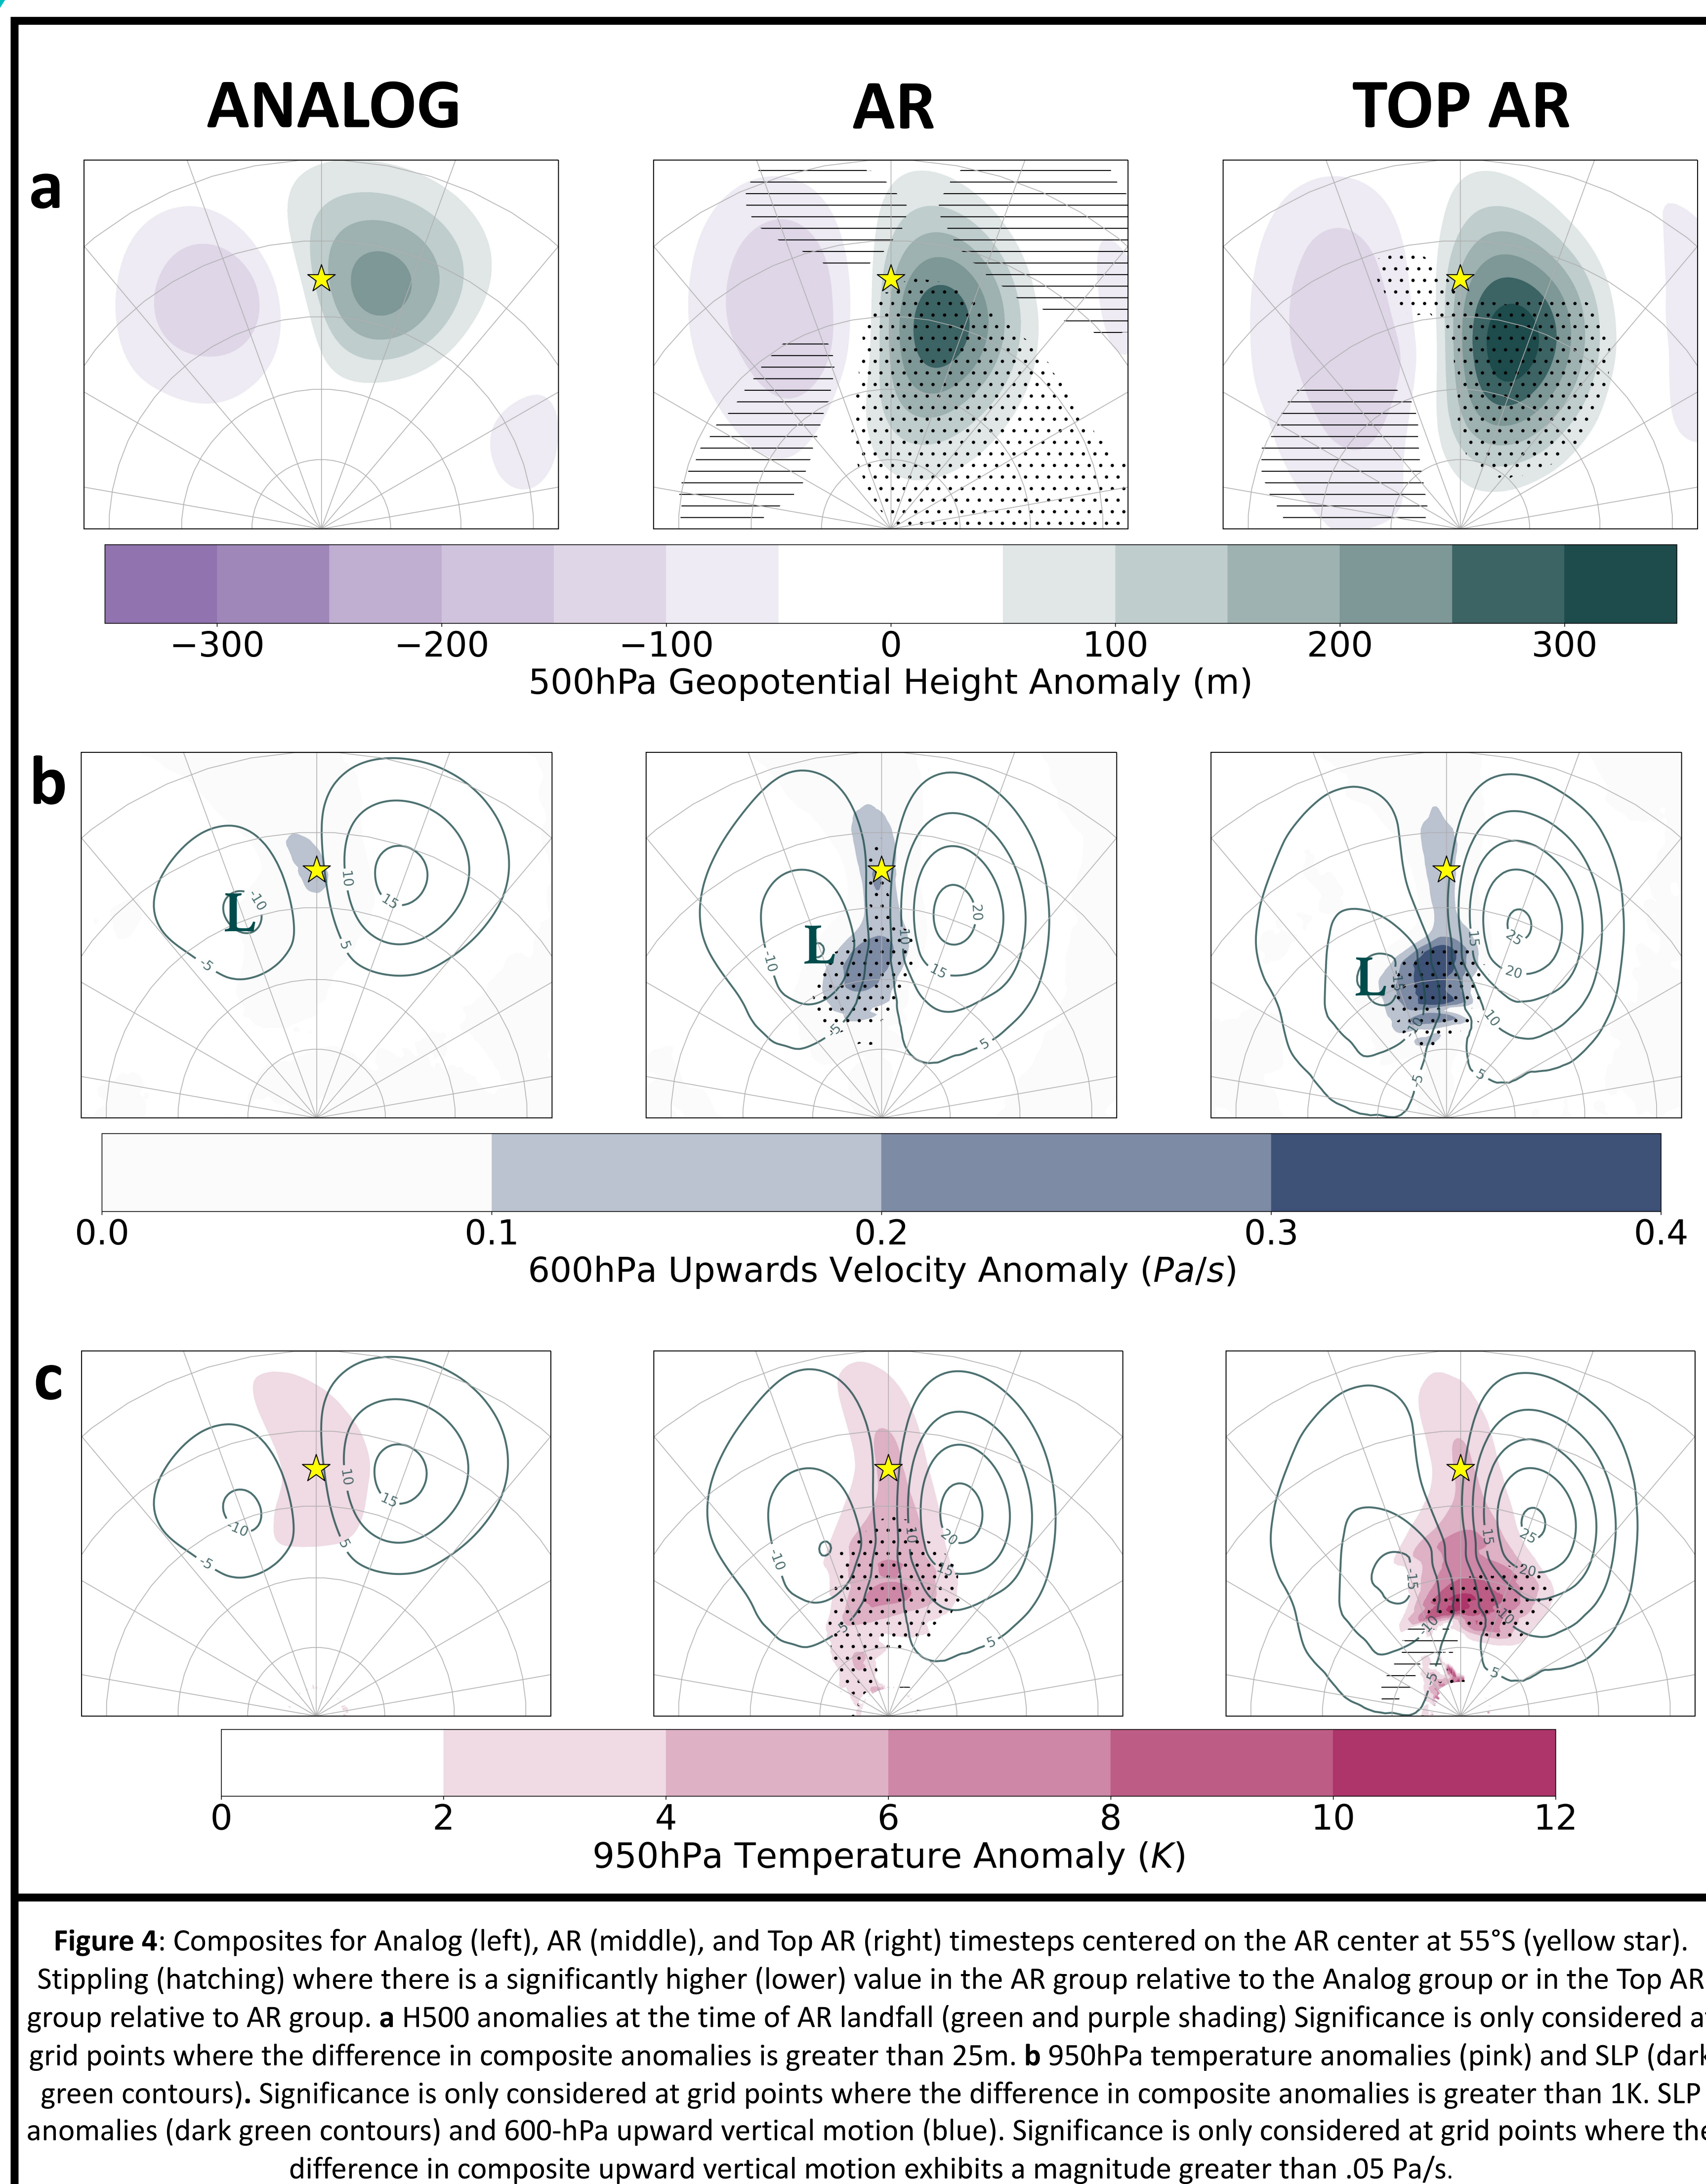 ANALOG AR TOP AR
a
−300 −200 −100 0 100 200 300
500hPa Geopotential Height Anomaly (m)
b
L -10 -5 5 10 15
L -10 -5 5 10 15 20
L -15 -10 -5 5 10 15 20 25
0.0 0.1 0.2 0.3 0.4
600hPa Upwards Velocity Anomaly (Pa/s)
c
-10 -5 5 10 15
-10 -5 5 10 15 20
-15 -10 -5 5 10 15 20 25
0 2 4 6 8 10 12
950hPa Temperature Anomaly (K)
Figure 4: Composites for Analog (left), AR (middle), and Top AR (right) timesteps centered on the AR center at 55°S (yellow star).
Stippling (hatching) where there is a significantly higher (lower) value in the AR group relative to the Analog group or in the Top AR
group relative to AR group. a H500 anomalies at the time of AR landfall (green and purple shading) Significance is only considered at
grid points where the difference in composite anomalies is greater than 25m. b 950hPa temperature anomalies (pink) and SLP (dark
green contours). Significance is only considered at grid points where the difference in composite anomalies is greater than 1K. SLP
anomalies (dark green contours) and 600-hPa upward vertical motion (blue). Significance is only considered at grid points where the
difference in composite upward vertical motion exhibits a magnitude greater than .05 Pa/s.